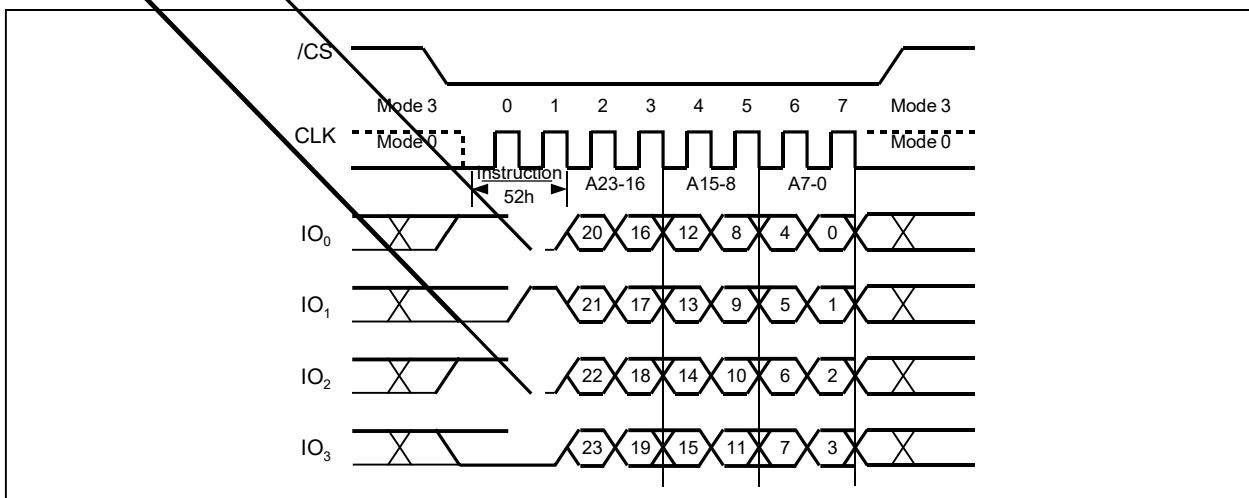 /CS
Mode 3 0 1 2 3 4 5 6 7 Mode 3
CLK Mode 0 Mode 0
Instruction A23-16 A15-8 A7-0
52h
IO0 20 16 12 8 4 0
IO1 21 17 13 9 5 1
IO2 22 18 14 10 6 2
IO3 23 19 15 11 7 3